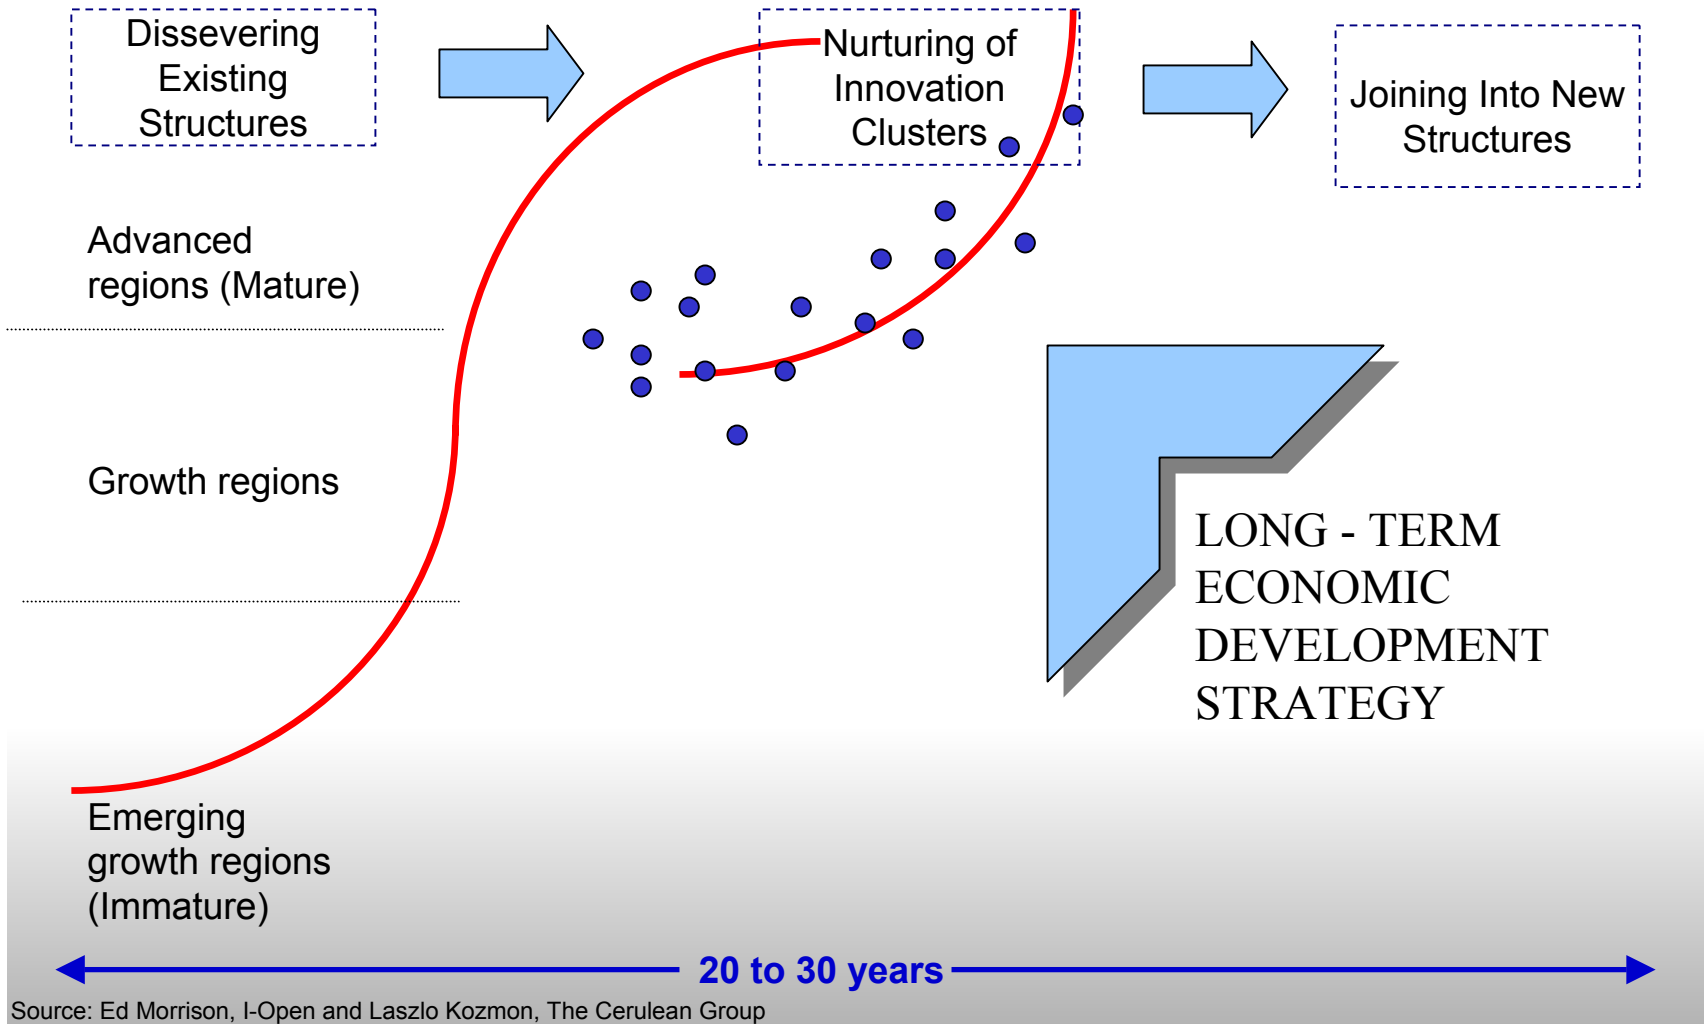 Dissevering
Existing
Structures
Nurturing of
Innovation
Clusters
Joining Into New
Structures
Advanced
regions (Mature)
Growth regions
LONG - TERM
ECONOMIC
DEVELOPMENT
STRATEGY
Emerging
growth regions
(Immature)
20 to 30 years
Source: Ed Morrison, I-Open and Laszlo Kozmon, The Cerulean Group